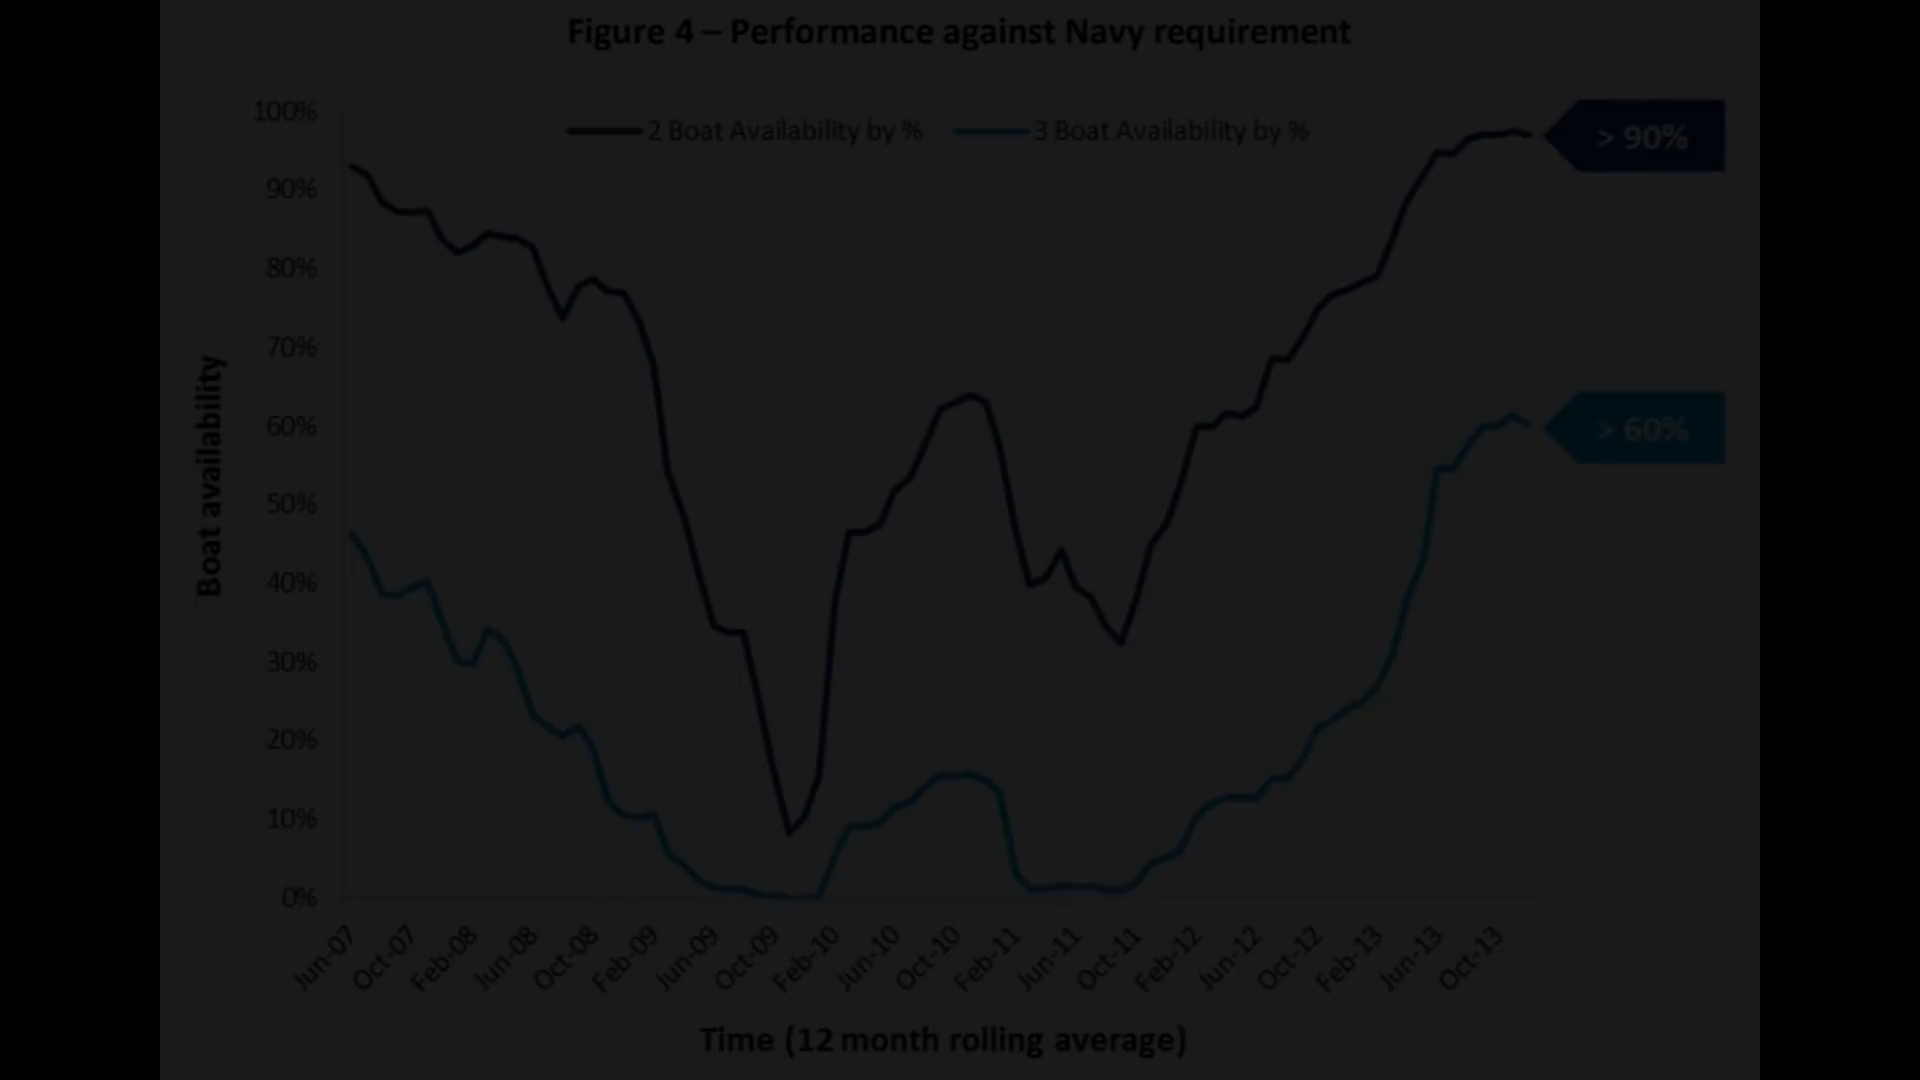 Figure 4 – Performance against Navy requirement
2 Boat Availability by %
3 Boat Availability by %
> 90%
> 60%
Boat availability
100%
90%
80%
70%
60%
50%
40%
30%
20%
10%
0%
Jun-07
Oct-07
Feb-08
Jun-08
Oct-08
Feb-09
Jun-09
Oct-09
Feb-10
Jun-10
Oct-10
Feb-11
Jun-11
Oct-11
Feb-12
Jun-12
Oct-12
Feb-13
Jun-13
Oct-13
Time (12 month rolling average)